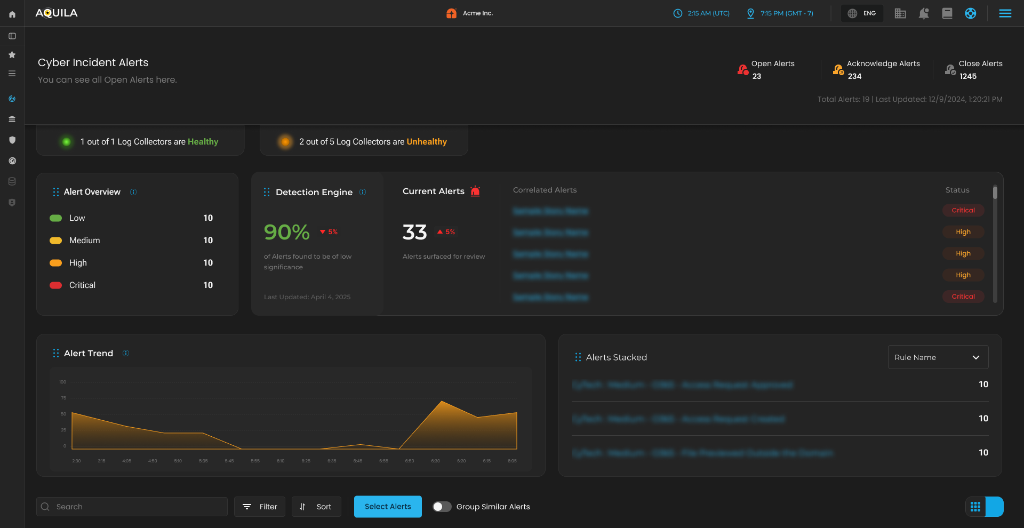 AQUILA
Acme Inc.
2:15 AM (UTC)
7:15 PM (GMT - 7)
ENG
Cyber Incident Alerts
You can see all Open Alerts here.
Open Alerts
23
Acknowledge Alerts
234
Close Alerts
1245
Total Alerts: 19 | Last Updated: 12/9/2024, 1:20:21 PM
1 out of 1 Log Collectors are Healthy
2 out of 5 Log Collectors are Unhealthy
Alert Overview
Low 10
Medium 10
High 10
Critical 10
Detection Engine
90% 5%
of Alerts found to be of low
significance
Last Updated: April 4, 2025
Current Alerts
33 5%
Alerts surfaced for review
Correlated Alerts
Status
Critical
High
High
High
Critical
Alert Trend
Alerts Stacked
Rule Name
10
10
10
Search
Filter
Sort
Select Alerts
Group Similar Alerts